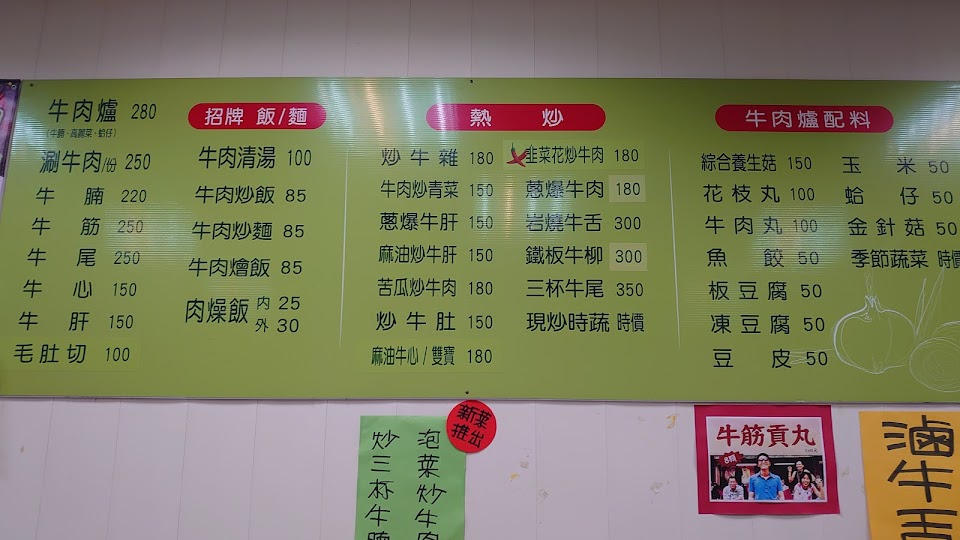 牛肉爐 280
(牛腩、高麗菜、蛤仔)
涮牛肉/份 250
牛腩 220
牛筋 250
牛尾 250
牛心 150
牛肝 150
毛肚切 100
招牌 飯/麵
牛肉清湯 100
牛肉炒飯 85
牛肉炒麵 85
牛肉燴飯 85
肉燥飯 內 25
外 30
熱炒
炒牛雜 180
牛肉炒青菜 150
蔥爆牛肝 150
麻油炒牛肝 150
苦瓜炒牛肉 180
炒牛肚 150
麻油牛心/雙寶 180
韭菜花炒牛肉 180
蔥爆牛肉 180
岩燒牛舌 300
鐵板牛柳 300
三杯牛尾 350
現炒時蔬 時價
牛肉爐配料
綜合養生菇 150
花枝丸 100
牛肉丸 100
魚餃 50
板豆腐 50
凍豆腐 50
豆皮 50
玉米 50
蛤仔 50
金針菇 50
季節蔬菜 時價
新菜
推出
泡菜炒牛肉
炒三杯牛腩
牛筋貢丸
8顆
滷牛舌